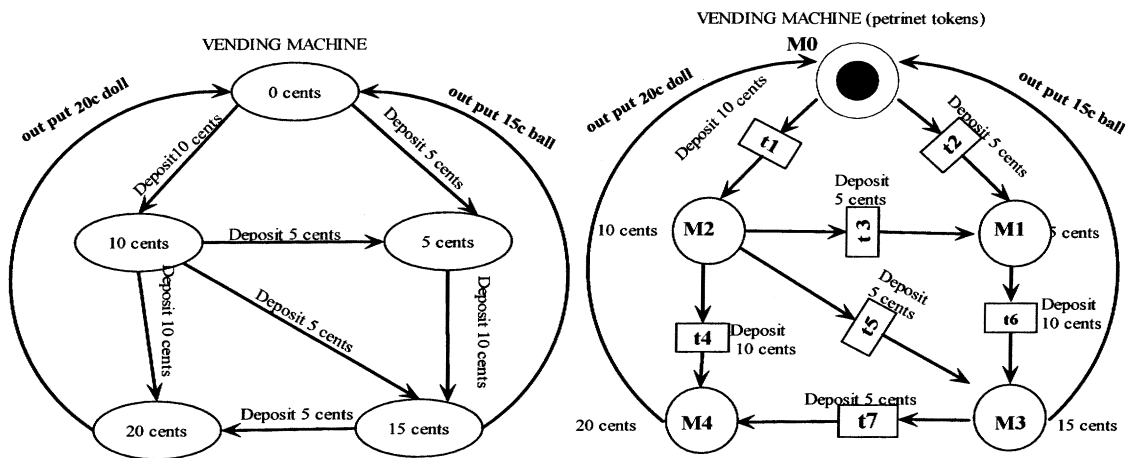 VENDING MACHINE
0 cents
out put 20c doll
out put 15c ball
Deposit10 cents
Deposit 5 cents
10 cents
Deposit 5 cents
5 cents
Deposit 10 cents
Deposit 5 cents
Deposit 10 cents
20 cents
Deposit 5 cents
15 cents
VENDING MACHINE (petrinet tokens)
M0
out put 20c doll
out put 15c ball
Deposit 10 cents
t1
Deposit 5 cents
t2
10 cents
M2
Deposit
5 cents
t 3
M1
5 cents
Deposit
5 cents
t5
t4
Deposit
10 cents
t6
Deposit
10 cents
20 cents
M4
Deposit 5 cents
t7
M3
15 cents